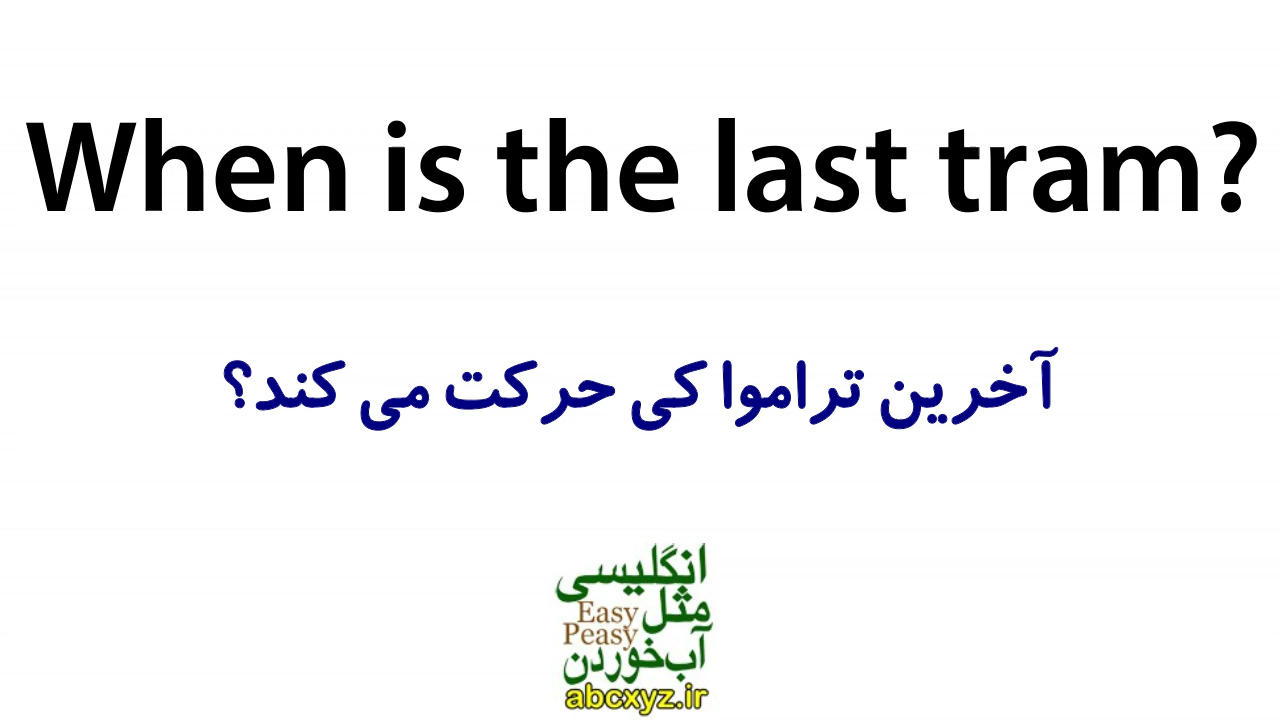 When is the last tram?
آخرین تراموا کی حرکت می کند؟
انگلیسی
مثل Easy
Peasy
آب‌خوردن
abcxyz.ir